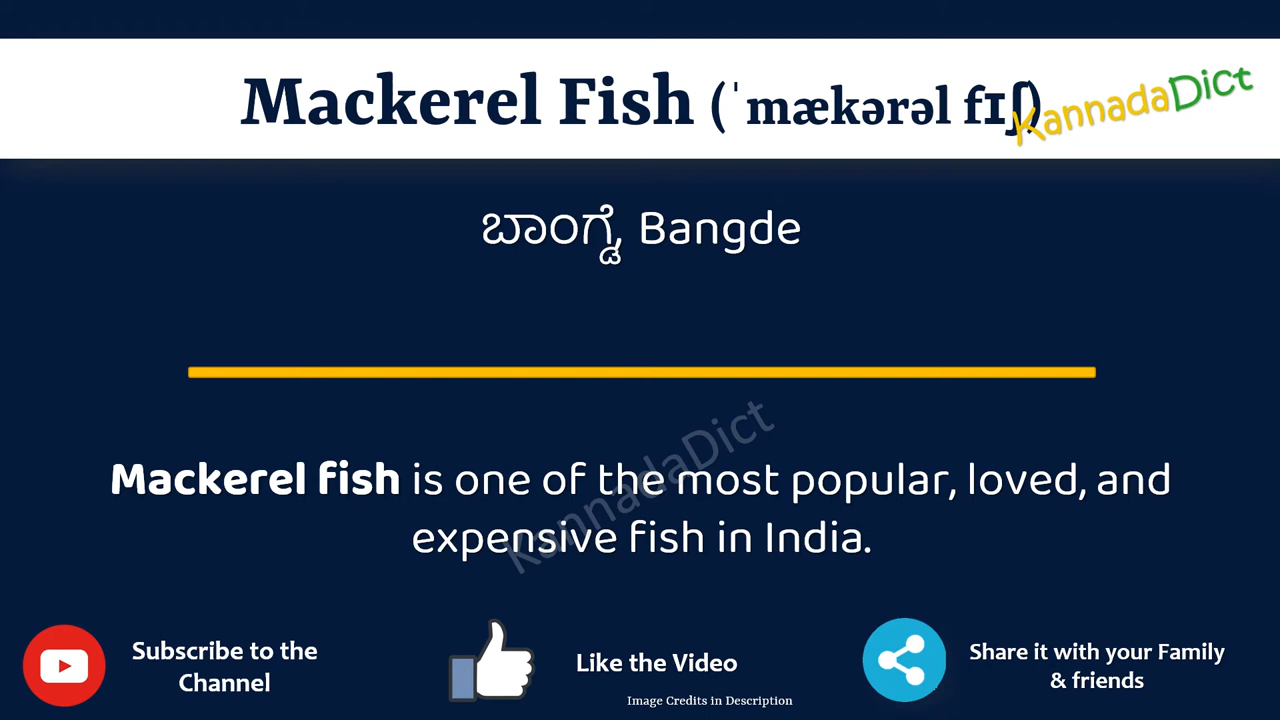 Mackerel Fish (ˈmækərəl fɪʃ)
KannadaDict
ಬಾಂಗ್ಡೆ, Bangde
KannadaDict
Mackerel fish is one of the most popular, loved, and
expensive fish in India.
Subscribe to the
Channel
Like the Video
Image Credits in Description
Share it with your Family
& friends